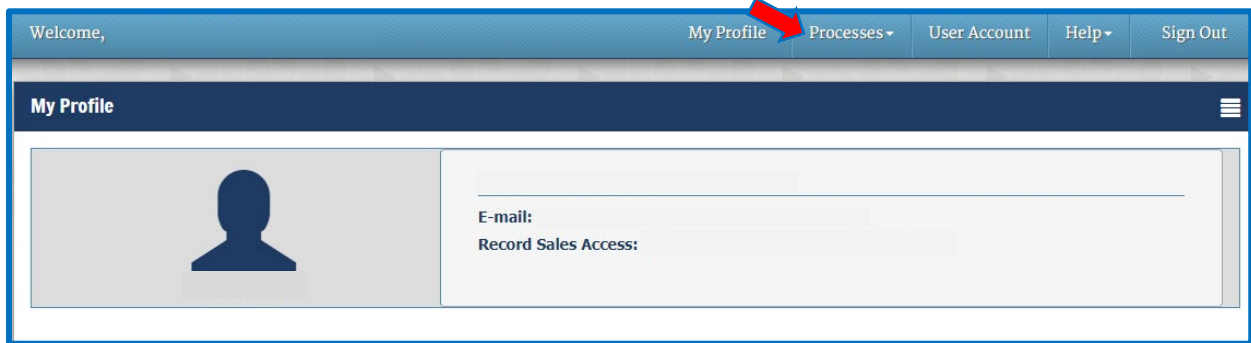 Welcome, My Profile Processes User Account Help Sign Out
My Profile
E-mail:
Record Sales Access: